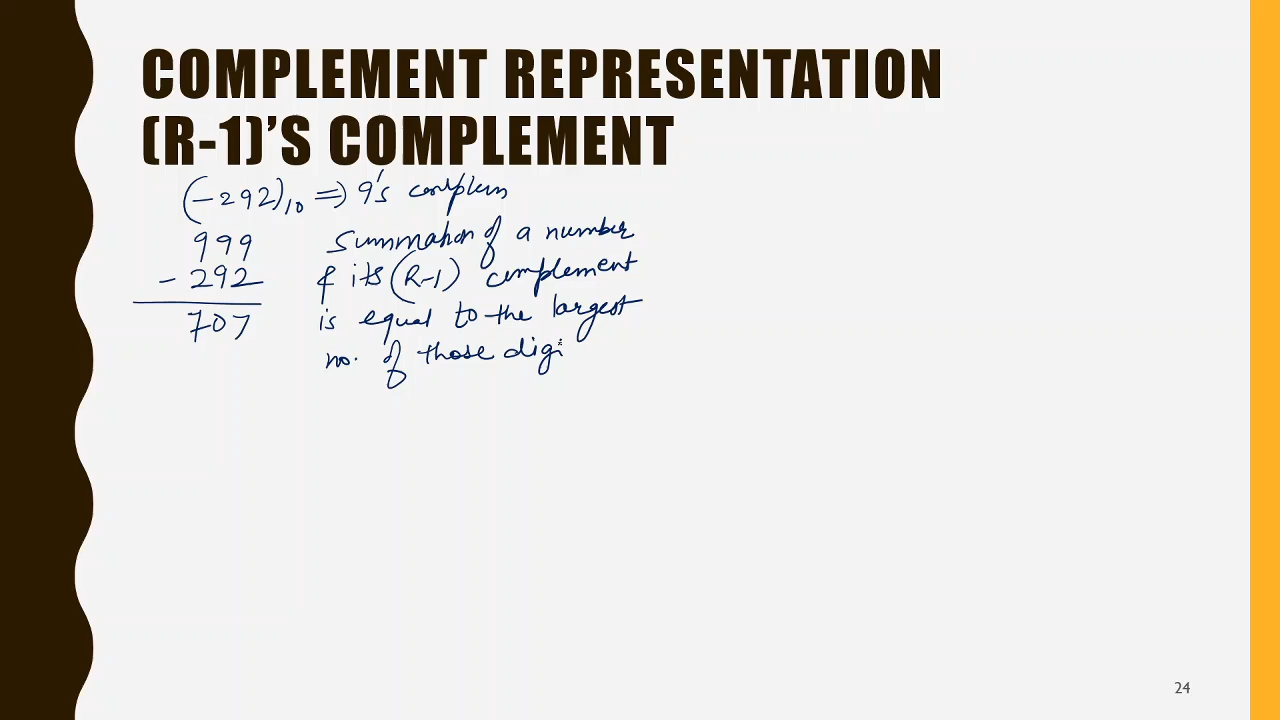 COMPLEMENT REPRESENTATION
(R-1)'S COMPLEMENT
(-292)10 => 9's complem
999
- 292
707
Summation of a number
& its (R-1) complement
is equal to the largest
no. of those digi
24